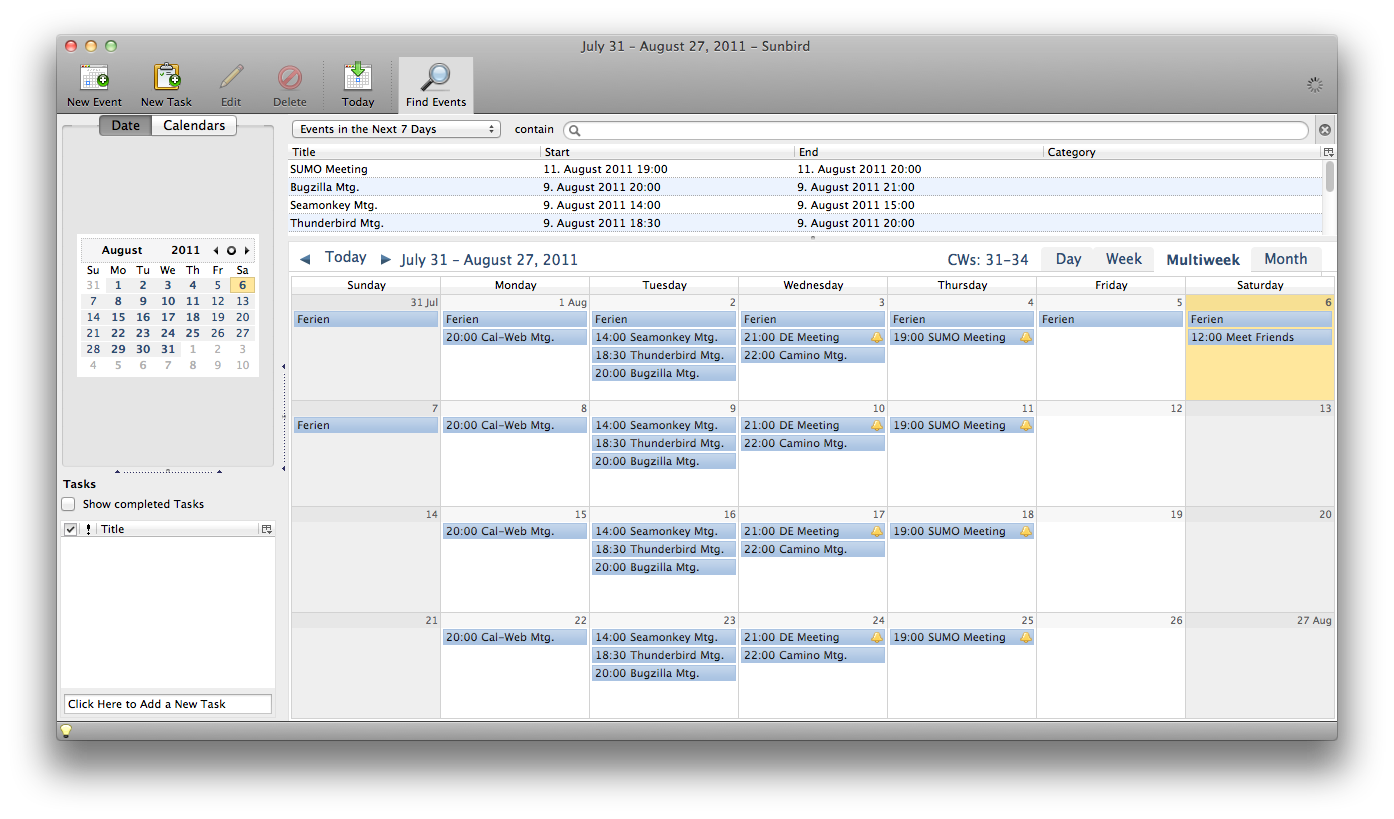 July 31 – August 27, 2011 – Sunbird
New Event New Task Edit Delete Today Find Events
Date Calendars
August 2011
Su Mo Tu We Th Fr Sa
31 1 2 3 4 5 6
7 8 9 10 11 12 13
14 15 16 17 18 19 20
21 22 23 24 25 26 27
28 29 30 31 1 2 3
4 5 6 7 8 9 10
Tasks
Show completed Tasks
! Title
Click Here to Add a New Task
Events in the Next 7 Days contain
Title Start End Category
SUMO Meeting 11. August 2011 19:00 11. August 2011 20:00
Bugzilla Mtg. 9. August 2011 20:00 9. August 2011 21:00
Seamonkey Mtg. 9. August 2011 14:00 9. August 2011 15:00
Thunderbird Mtg. 9. August 2011 18:30 9. August 2011 20:00
Today July 31 – August 27, 2011 CWs: 31–34 Day Week Multiweek Month
Sunday Monday Tuesday Wednesday Thursday Friday Saturday
31 Jul 1 Aug 2 3 4 5 6
Ferien Ferien Ferien Ferien Ferien Ferien Ferien
20:00 Cal–Web Mtg. 14:00 Seamonkey Mtg. 21:00 DE Meeting 19:00 SUMO Meeting 12:00 Meet Friends
18:30 Thunderbird Mtg. 22:00 Camino Mtg.
20:00 Bugzilla Mtg.
7 8 9 10 11 12 13
Ferien 20:00 Cal–Web Mtg. 14:00 Seamonkey Mtg. 21:00 DE Meeting 19:00 SUMO Meeting
18:30 Thunderbird Mtg. 22:00 Camino Mtg.
20:00 Bugzilla Mtg.
14 15 16 17 18 19 20
20:00 Cal–Web Mtg. 14:00 Seamonkey Mtg. 21:00 DE Meeting 19:00 SUMO Meeting
18:30 Thunderbird Mtg. 22:00 Camino Mtg.
20:00 Bugzilla Mtg.
21 22 23 24 25 26 27 Aug
20:00 Cal–Web Mtg. 14:00 Seamonkey Mtg. 21:00 DE Meeting 19:00 SUMO Meeting
18:30 Thunderbird Mtg. 22:00 Camino Mtg.
20:00 Bugzilla Mtg.